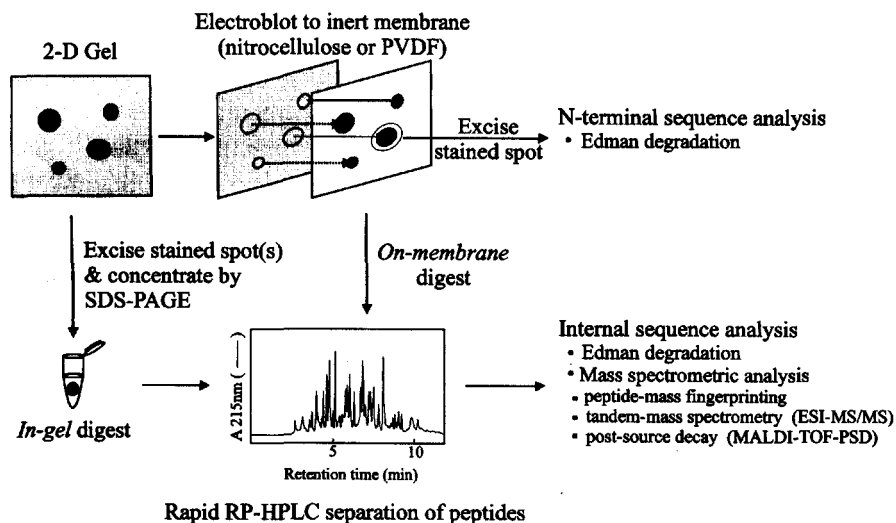 Electroblot to inert membrane
(nitrocellulose or PVDF)
2-D Gel
Excise
stained spot
N-terminal sequence analysis
• Edman degradation
Excise stained spot(s)
& concentrate by
SDS-PAGE
On-membrane
digest
In-gel digest
A 215nm (——)
5
10
Retention time (min)
Internal sequence analysis
• Edman degradation
• Mass spectrometric analysis
• peptide-mass fingerprinting
• tandem-mass spectrometry (ESI-MS/MS)
• post-source decay (MALDI-TOF-PSD)
Rapid RP-HPLC separation of peptides